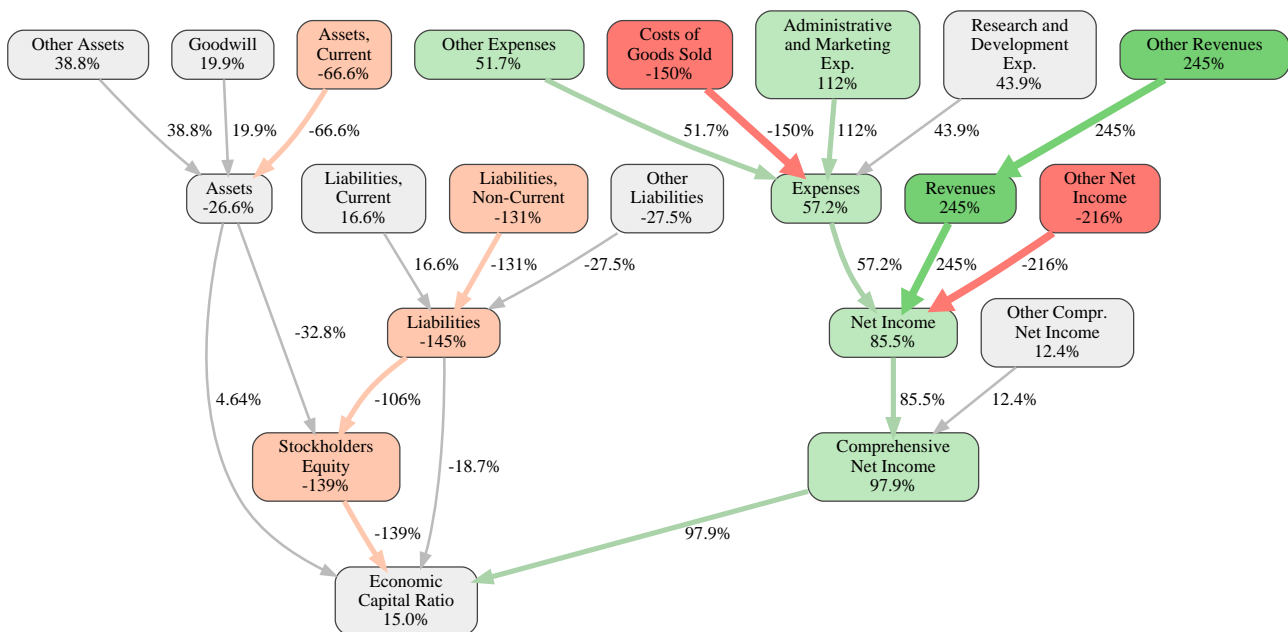 Other Assets
38.8%
Goodwill
19.9%
Assets,
Current
-66.6%
Other Expenses
51.7%
Costs of
Goods Sold
-150%
Administrative
and Marketing
Exp.
112%
Research and
Development
Exp.
43.9%
Other Revenues
245%
38.8%
19.9%
-66.6%
51.7%
-150%
112%
43.9%
245%
Assets
-26.6%
Liabilities,
Current
16.6%
Liabilities,
Non-Current
-131%
Other
Liabilities
-27.5%
Expenses
57.2%
Revenues
245%
Other Net
Income
-216%
16.6%
-131%
-27.5%
57.2%
245%
-216%
-32.8%
Liabilities
-145%
Net Income
85.5%
Other Compr.
Net Income
12.4%
4.64%
-106%
85.5%
12.4%
Stockholders
Equity
-139%
-18.7%
Comprehensive
Net Income
97.9%
-139%
97.9%
Economic
Capital Ratio
15.0%